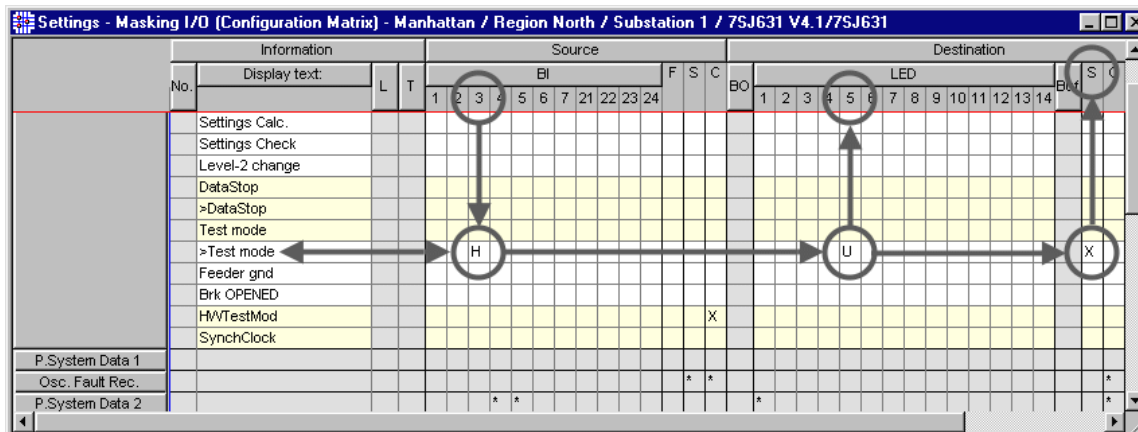 Settings - Masking I/O (Configuration Matrix) - Manhattan / Region North / Substation 1 / 7SJ631 V4.1/7SJ631
Information Source Destination
No. Display text: L T BI F S C BO LED Buf S C
1 2 3 4 5 6 7 21 22 23 24 1 2 3 4 5 6 7 8 9 10 11 12 13 14
Settings Calc.
Settings Check
Level-2 change
DataStop
>DataStop
Test mode
>Test mode H U X
Feeder gnd
Brk OPENED
HWTestMod X
SynchClock
P.System Data 1
Osc. Fault Rec. * * *
P.System Data 2 * * * *